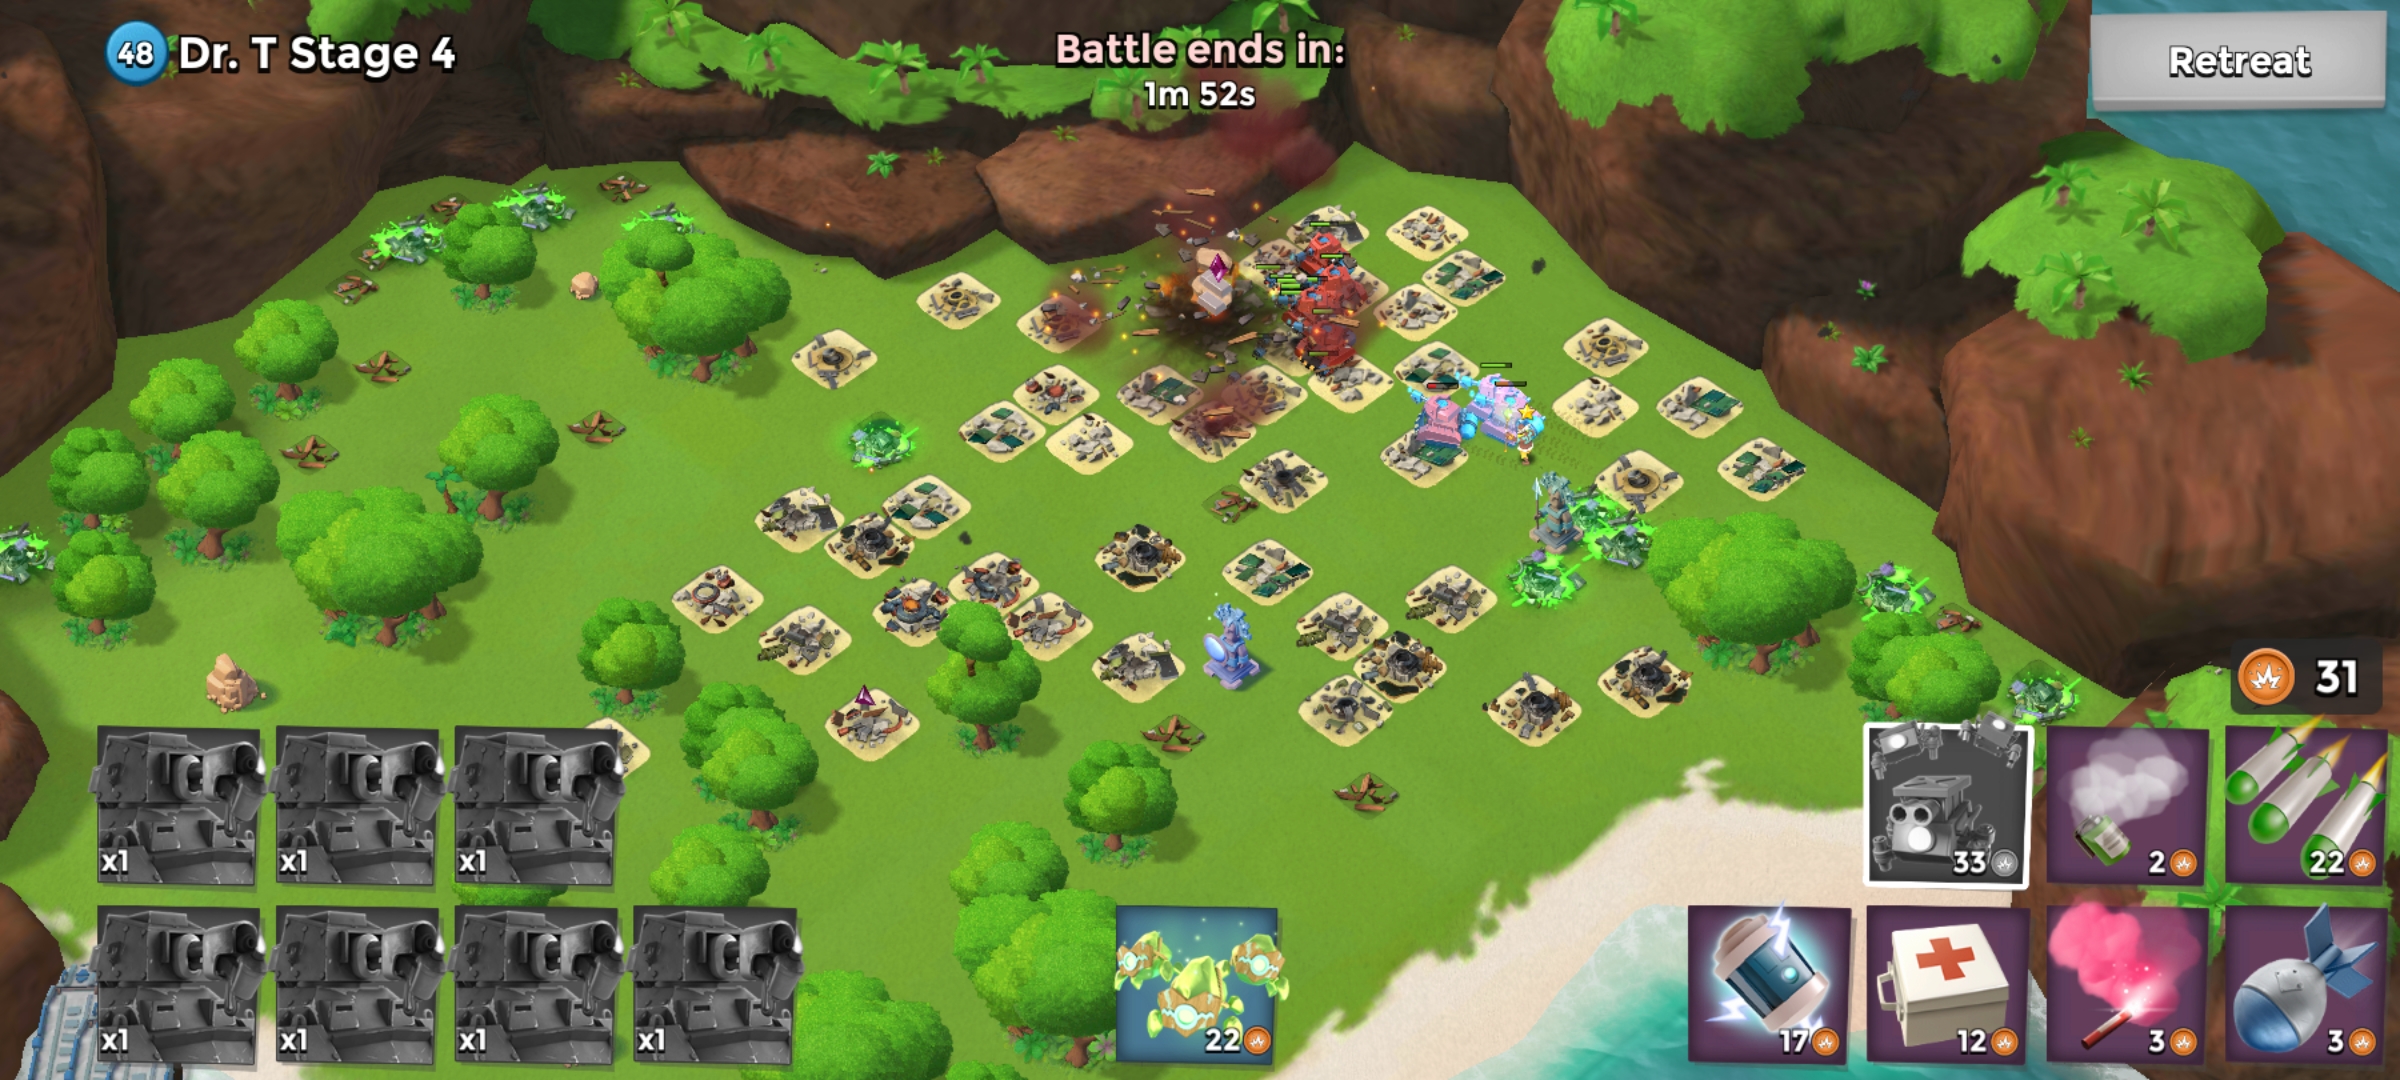 48 Dr. T Stage 4
Battle ends in:
1m 52s
Retreat
31
x1 x1 x1
33 2 22
x1 x1 x1 x1
22
17 12 3 3